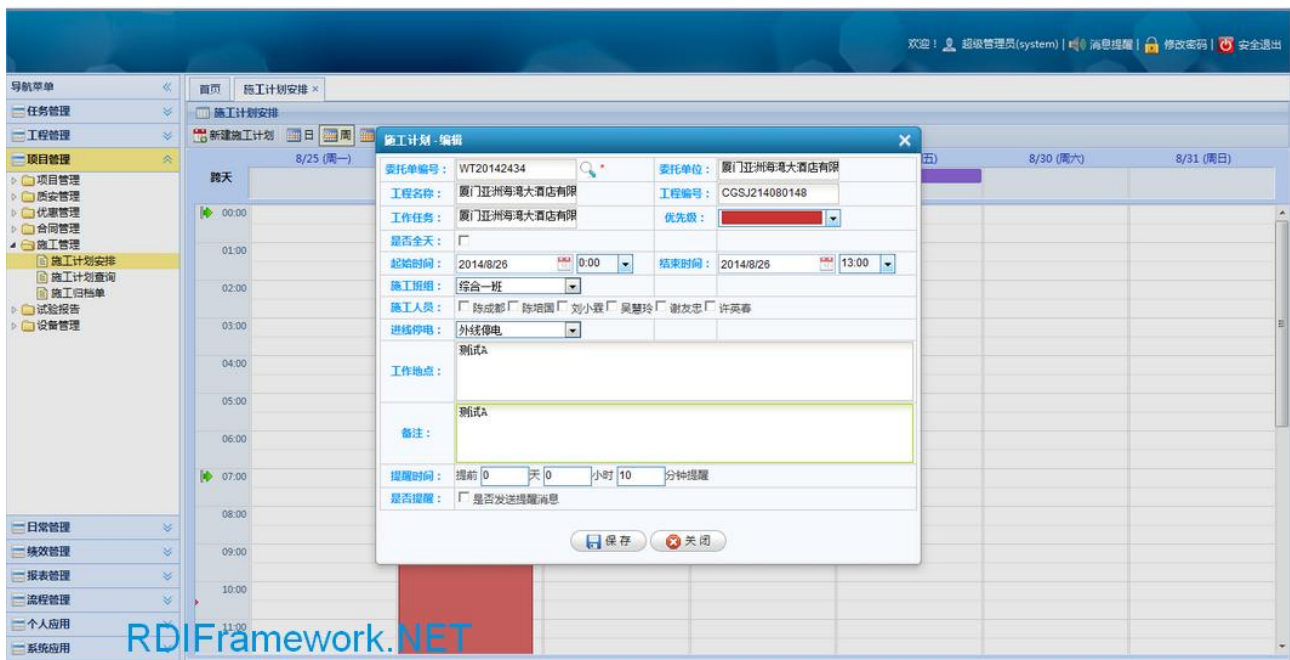 欢迎！ 超级管理员(system) | 消息提醒 | 修改密码 | 安全退出
导航菜单
任务管理
工程管理
项目管理
项目管理
质安管理
优惠管理
合同管理
施工管理
施工计划安排
施工计划查询
施工归档单
试验报告
设备管理
日常管理
绩效管理
报表管理
流程管理
个人应用
系统应用
首页 施工计划安排 ×
施工计划安排
新建施工计划 日 周
8/25 (周一) 五) 8/30 (周六) 8/31 (周日)
跨天
00:00
01:00
02:00
03:00
04:00
05:00
06:00
07:00
08:00
09:00
10:00
11:00
施工计划 - 编辑
委托单编号： WT20142434 * 委托单位： 厦门亚洲海湾大酒店有限
工程名称： 厦门亚洲海湾大酒店有限 工程编号： CGSJ214080148
工作任务： 厦门亚洲海湾大酒店有限 优先级：
是否全天：
起始时间： 2014/8/26 0:00 结束时间： 2014/8/26 13:00
施工班组： 综合一班
施工人员： 陈成都 陈培国 刘小霖 吴慧玲 谢友忠 许英春
进线停电： 外线停电
工作地点： 测试A
备注： 测试A
提醒时间： 提前 0 天 0 小时 10 分钟提醒
是否提醒： 是否发送提醒消息
保存 关闭
RDIFramework.NET